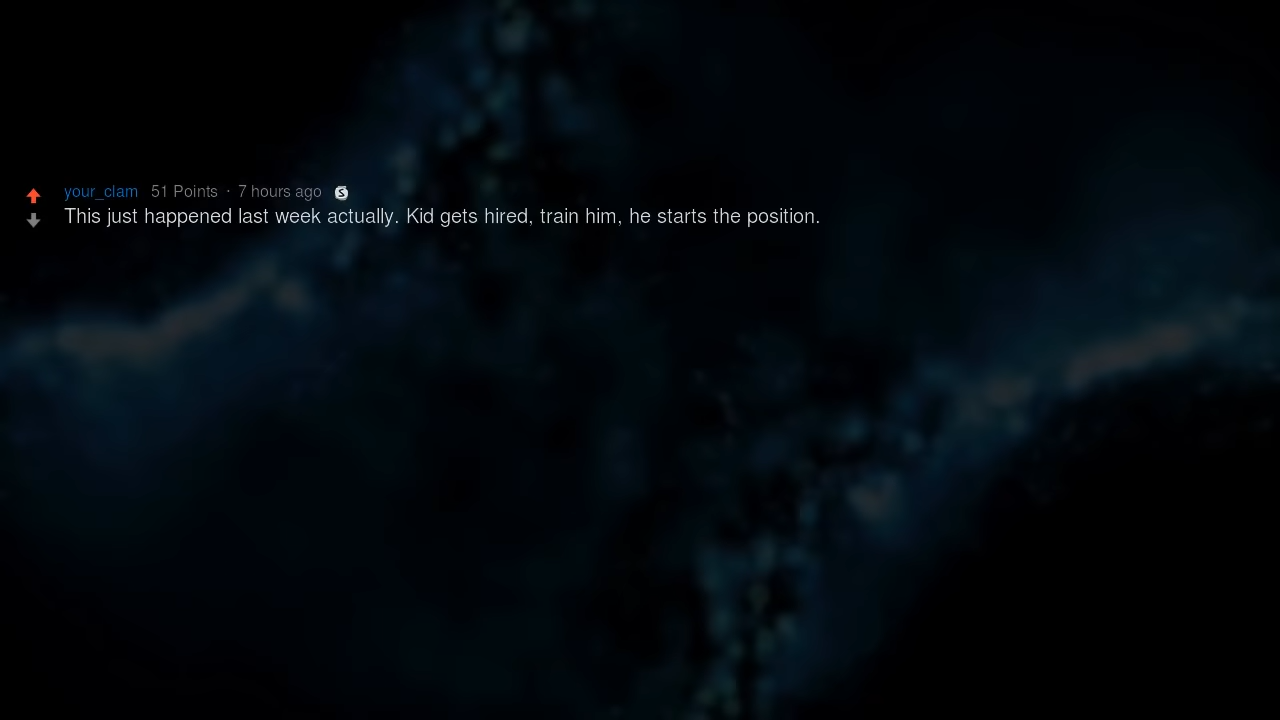 your_clam 51 Points · 7 hours ago
This just happened last week actually. Kid gets hired, train him, he starts the position.